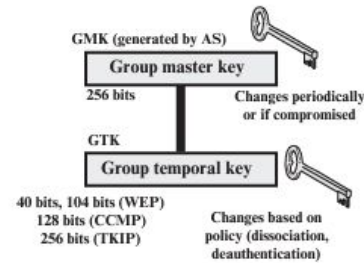 GMK (generated by AS)
Group master key
256 bits
Changes periodically
or if compromised
GTK
Group temporal key
40 bits, 104 bits (WEP)
128 bits (CCMP)
256 bits (TKIP)
Changes based on
policy (dissociation,
deauthentication)